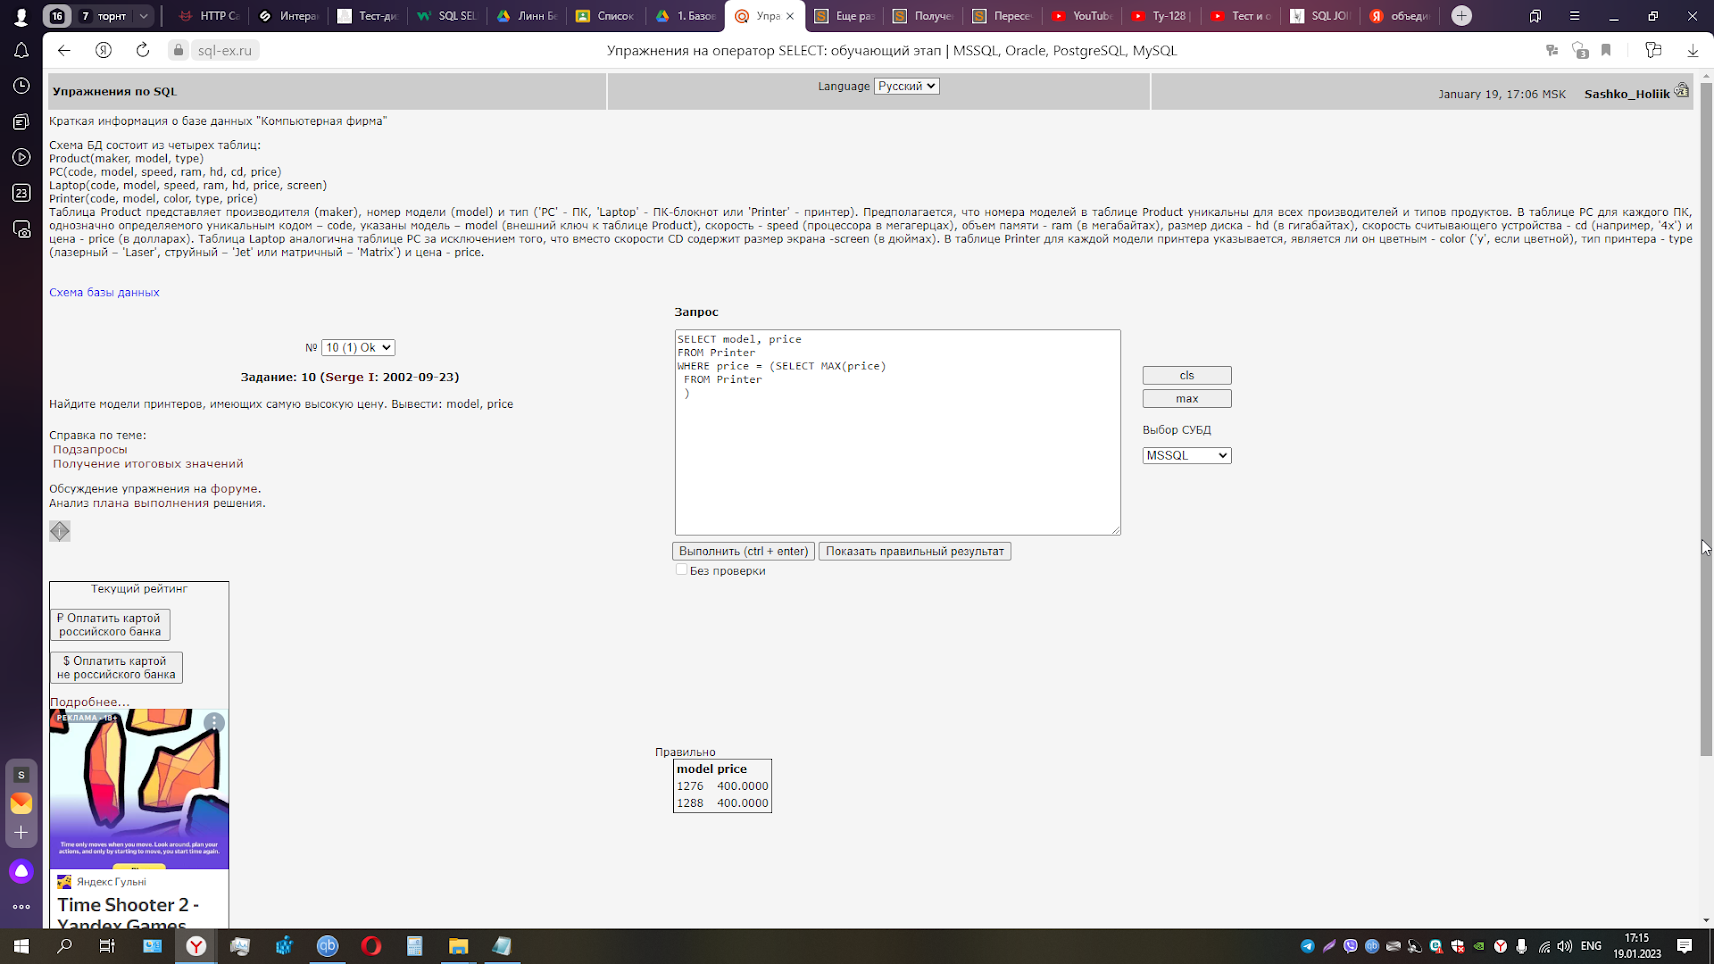 16
7 торнт
HTTP Ca
Интерак
Тест-ди
SQL SEL
Линн Бе
Список
1. Базов
Упра
Еще раз
Получен
Пересеч
YouTube
Ту-128 |
Тест и о
SQL JOI
объедин
sql-ex.ru
Упражнения на оператор SELECT: обучающий этап | MSSQL, Oracle, PostgreSQL, MySQL
3
Упражнения по SQL
Language Русский
January 19, 17:06 MSK Sashko_Holiik
Краткая информация о базе данных "Компьютерная фирма"
Схема БД состоит из четырех таблиц:
Product(maker, model, type)
PC(code, model, speed, ram, hd, cd, price)
Laptop(code, model, speed, ram, hd, price, screen)
Printer(code, model, color, type, price)
Таблица Product представляет производителя (maker), номер модели (model) и тип ('PC' - ПК, 'Laptop' - ПК-блокнот или 'Printer' - принтер). Предполагается, что номера моделей в таблице Product уникальны для всех производителей и типов продуктов. В таблице PC для каждого ПК,
однозначно определяемого уникальным кодом – code, указаны модель – model (внешний ключ к таблице Product), скорость - speed (процессора в мегагерцах), объем памяти - ram (в мегабайтах), размер диска - hd (в гигабайтах), скорость считывающего устройства - cd (например, '4x') и
цена - price (в долларах). Таблица Laptop аналогична таблице PC за исключением того, что вместо скорости CD содержит размер экрана -screen (в дюймах). В таблице Printer для каждой модели принтера указывается, является ли он цветным - color ('y', если цветной), тип принтера - type
(лазерный – 'Laser', струйный – 'Jet' или матричный – 'Matrix') и цена - price.
Схема базы данных
Запрос
№ 10 (1) Ok
Задание: 10 (Serge I: 2002-09-23)
Найдите модели принтеров, имеющих самую высокую цену. Вывести: model, price
Справка по теме:
Подзапросы
Получение итоговых значений
Обсуждение упражнения на форуме.
Анализ плана выполнения решения.
SELECT model, price
FROM Printer
WHERE price = (SELECT MAX(price)
FROM Printer
)
cls
max
Выбор СУБД
MSSQL
Выполнить (ctrl + enter)
Показать правильный результат
Без проверки
Текущий рейтинг
₽ Оплатить картой
российского банка
$ Оплатить картой
не российского банка
Подробнее...
РЕКЛАМА • 18+
Time only moves when you move. Look around, plan your
actions, and only by starting to move, you start time again.
Яндекс Гульні
Time Shooter 2 -
Yandex Games
Правильно
model price
1276 400.0000
1288 400.0000
23
S
ENG
17:15
19.01.2023